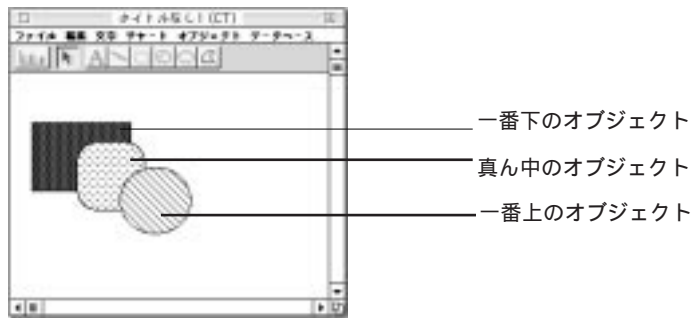 タイトルなし1 (CT)
ファイル 編集 文字 チャート オブジェクト データベース
A
一番下のオブジェクト
真ん中のオブジェクト
一番上のオブジェクト